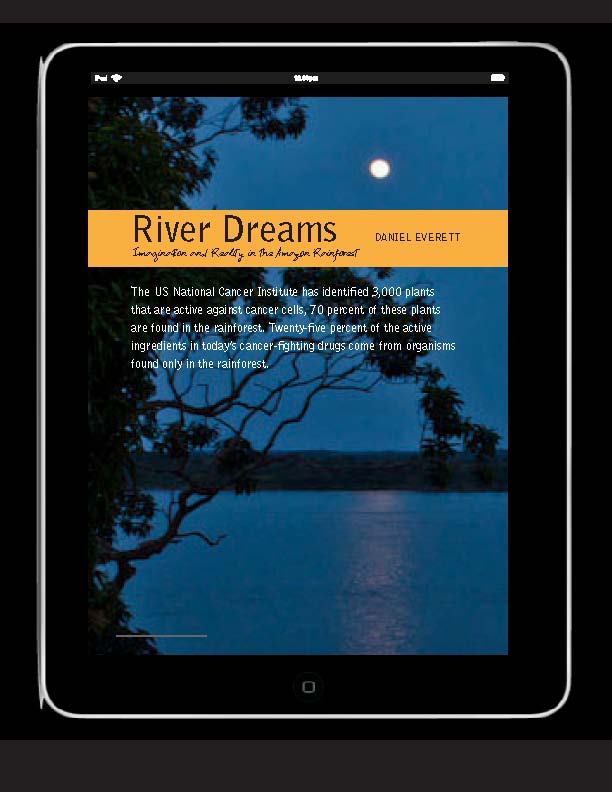 iPad
River Dreams
DANIEL EVERETT
Imagination and Reality in the Amazon Rainforest
The US National Cancer Institute has identified 3,000 plants
that are active against cancer cells, 70 percent of these plants
are found in the rainforest. Twenty-five percent of the active
ingredients in today's cancer-fighting drugs come from organisms
found only in the rainforest.